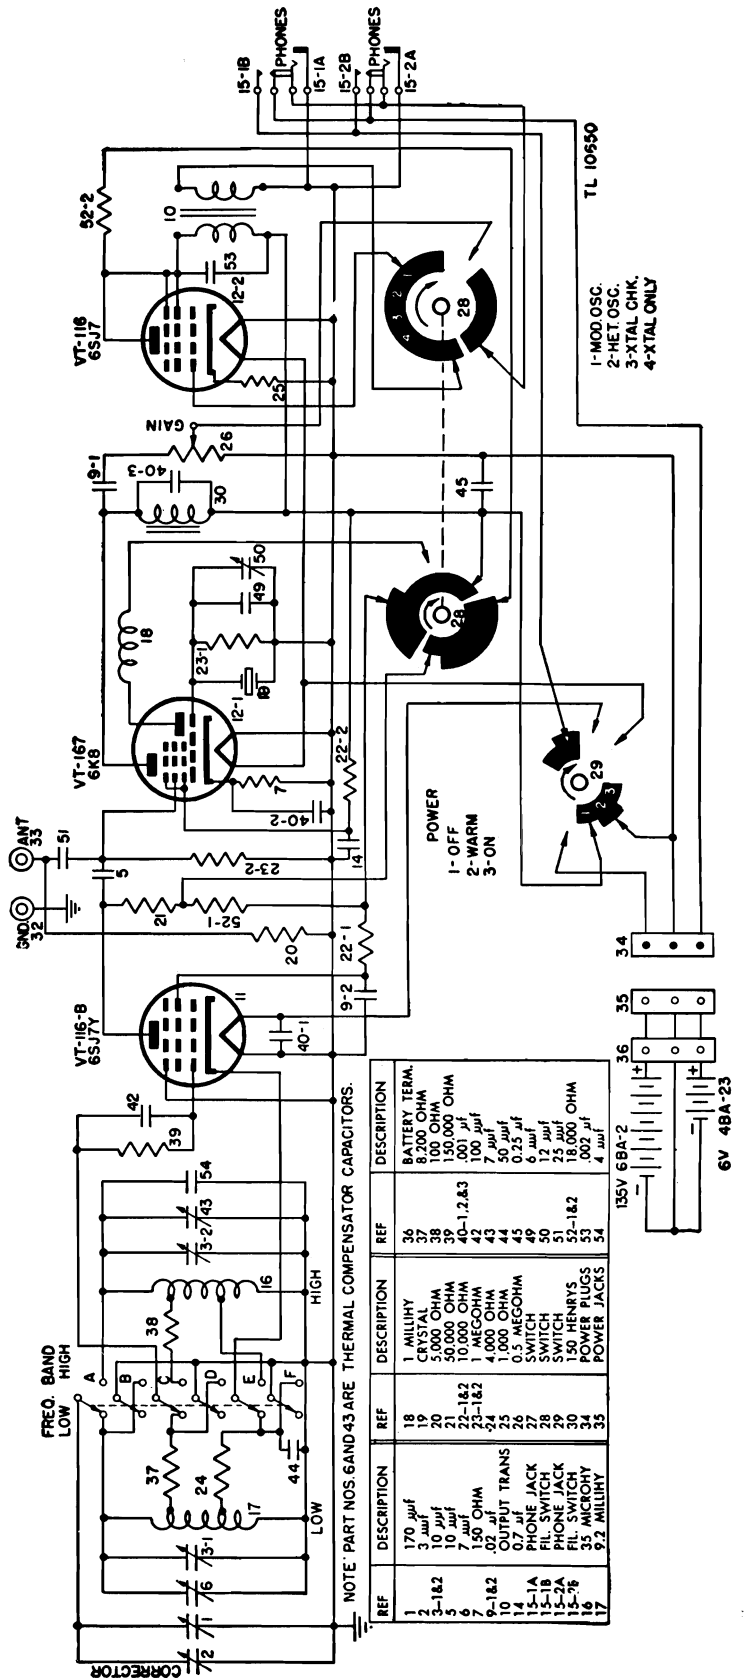 CORRECTOR
2
1
6
3-1
17
LOW
37
24
44
FREQ. BAND
LOW HIGH
A
B
C
D
E
F
38
16
HIGH
3-2
43
54
39
42
VT-116-B
6SJ7Y
11
40-1
9-2
22-1
20
GND.
32
ANT
33
51
5
21
52-1
23-2
14
22-2
40-2
7
VT-167
6K8
12-1
19
23-1
49
50
18
30
40-3
9-1
26
GAIN
25
VT-116
6SJ7
12-2
53
10
52-2
15-1B
PHONES
15-1A
15-2B
PHONES
15-2A
45
28
1
2
3
4
28
29
1
2
3
POWER
1-OFF
2-WARM
3-ON
1-MOD. OSC.
2-HET. OSC.
3-XTAL CHK.
4-XTAL ONLY
TL 10650
34
35
36
135V 6BA-2
- +
6V 4BA-23
- +
NOTE: PART NOS. 6 AND 43 ARE THERMAL COMPENSATOR CAPACITORS.
REF DESCRIPTION REF DESCRIPTION REF DESCRIPTION
1 170 µµf 18 1 MILLIHY 36 BATTERY TERM.
2 3 µµf 19 CRYSTAL 37 8,200 OHM
3–1&2 10 µµf 20 5,000 OHM 38 100 OHM
5 10 µµf 21 50,000 OHM 39 150,000 OHM
6 7 µµf 22–1&2 10,000 OHM 40–1,2,&3 .001 µf
7 150 OHM 23–1&2 1 MEGOHM 42 100 µµf
9–1&2 .02 µf 24 4,000 OHM 43 7 µµf
10 OUTPUT TRANS 25 1,000 OHM 44 50 µµf
14 0.7 µf 26 0.5 MEGOHM 45 0.25 µf
15-1A PHONE JACK 27 SWITCH 49 6 µµf
15-1B FIL. SWITCH 28 SWITCH 50 12 µµf
15-2A PHONE JACK 29 SWITCH 51 25 µµf
15-2B FIL. SWITCH 30 150 HENRYS 52–1&2 18,000 OHM
16 35 MICROHY 34 POWER PLUGS 53 .002 µf
17 9.2 MILLIHY 35 POWER JACKS 54 4 µµf